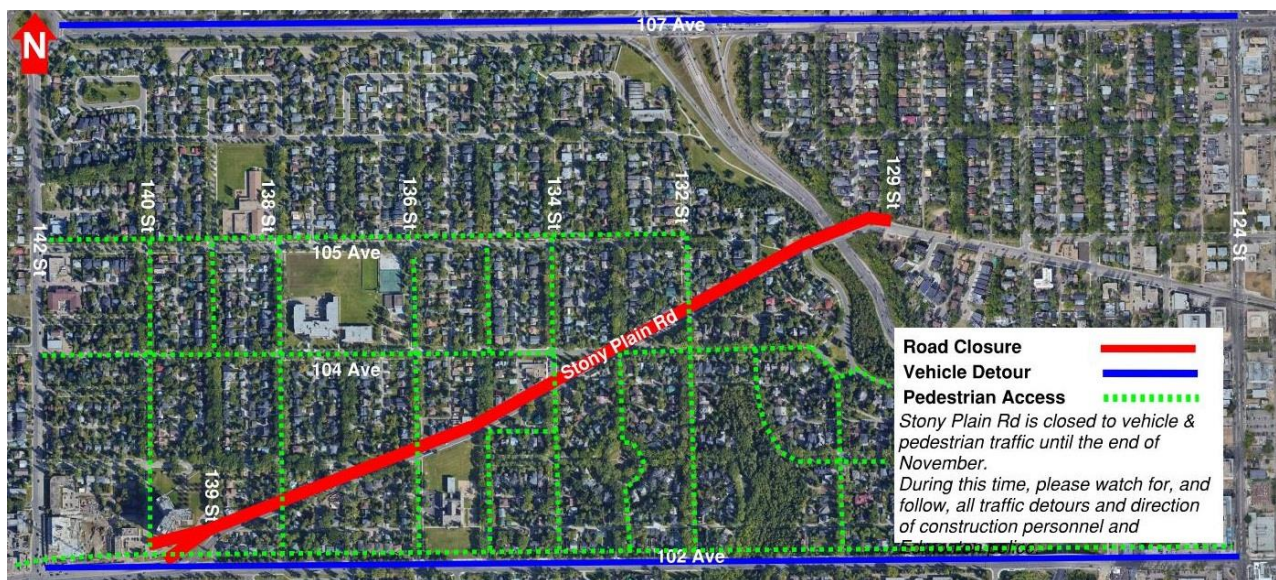 107 Ave
N
129 St
140 St
138 St
136 St
134 St
132 St
142 St
124 St
105 Ave
Stony Plain Rd
104 Ave
139 St
102 Ave
Road Closure
Vehicle Detour
Pedestrian Access
Stony Plain Rd is closed to vehicle &
pedestrian traffic until the end of
November.
During this time, please watch for, and
follow, all traffic detours and direction
of construction personnel and